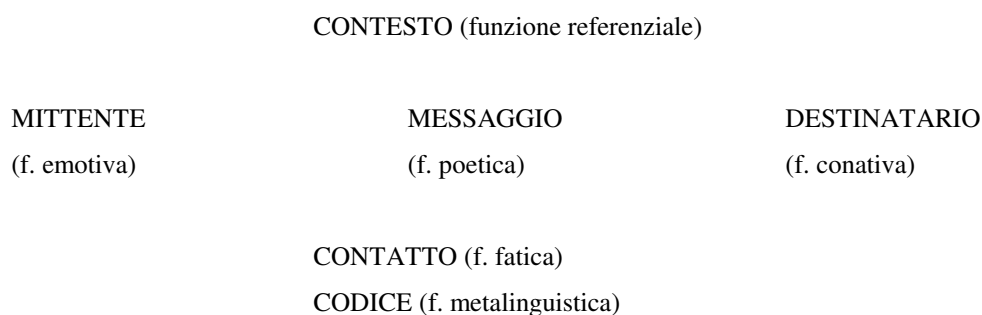 CONTESTO (funzione referenziale)
MITTENTE MESSAGGIO DESTINATARIO
(f. emotiva) (f. poetica) (f. conativa)
CONTATTO (f. fatica)
CODICE (f. metalinguistica)